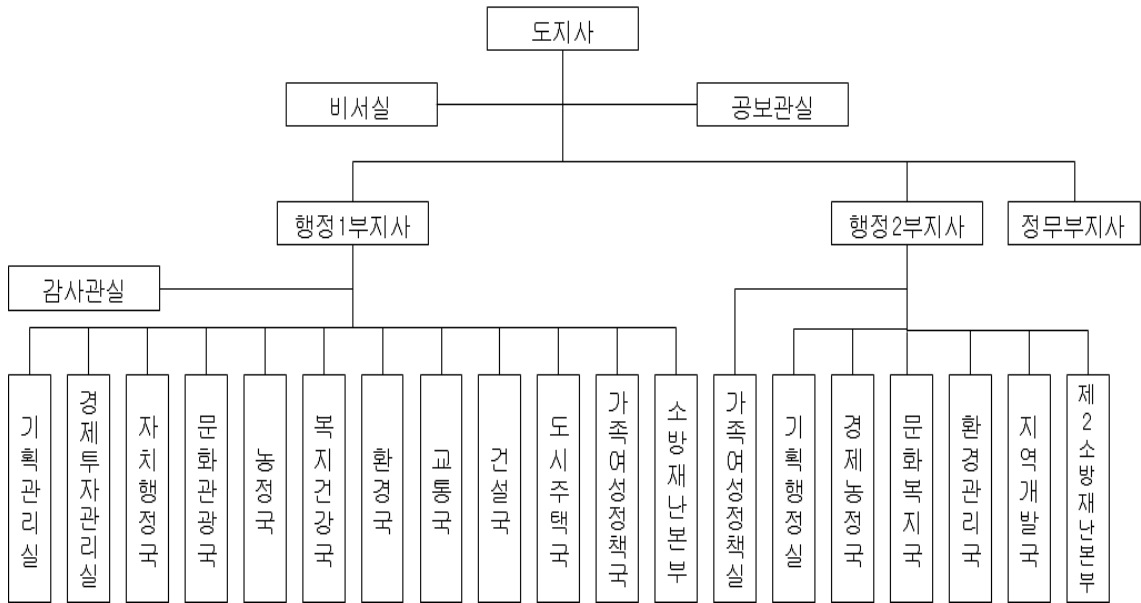 도지사
비서실
공보관실
행정1부지사
행정2부지사
정무부지사
감사관실
기획관리실
경제투자관리실
자치행정국
문화관광국
농정국
복지건강국
환경국
교통국
건설국
도시주택국
가족여성정책국
소방재난본부
가족여성정책실
기획행정실
경제농정국
문화복지국
환경관리국
지역개발국
제2소방재난본부